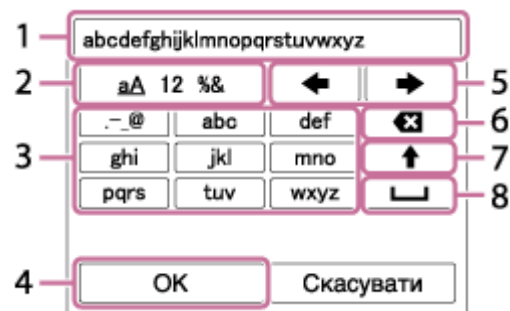 1 abcdefghijklmnopqrstuvwxyz
2 aA 12 %& 5
.-_@ abc def 6
3 ghi jkl mno 7
pqrs tuv wxyz 8
4 OK Скасувати